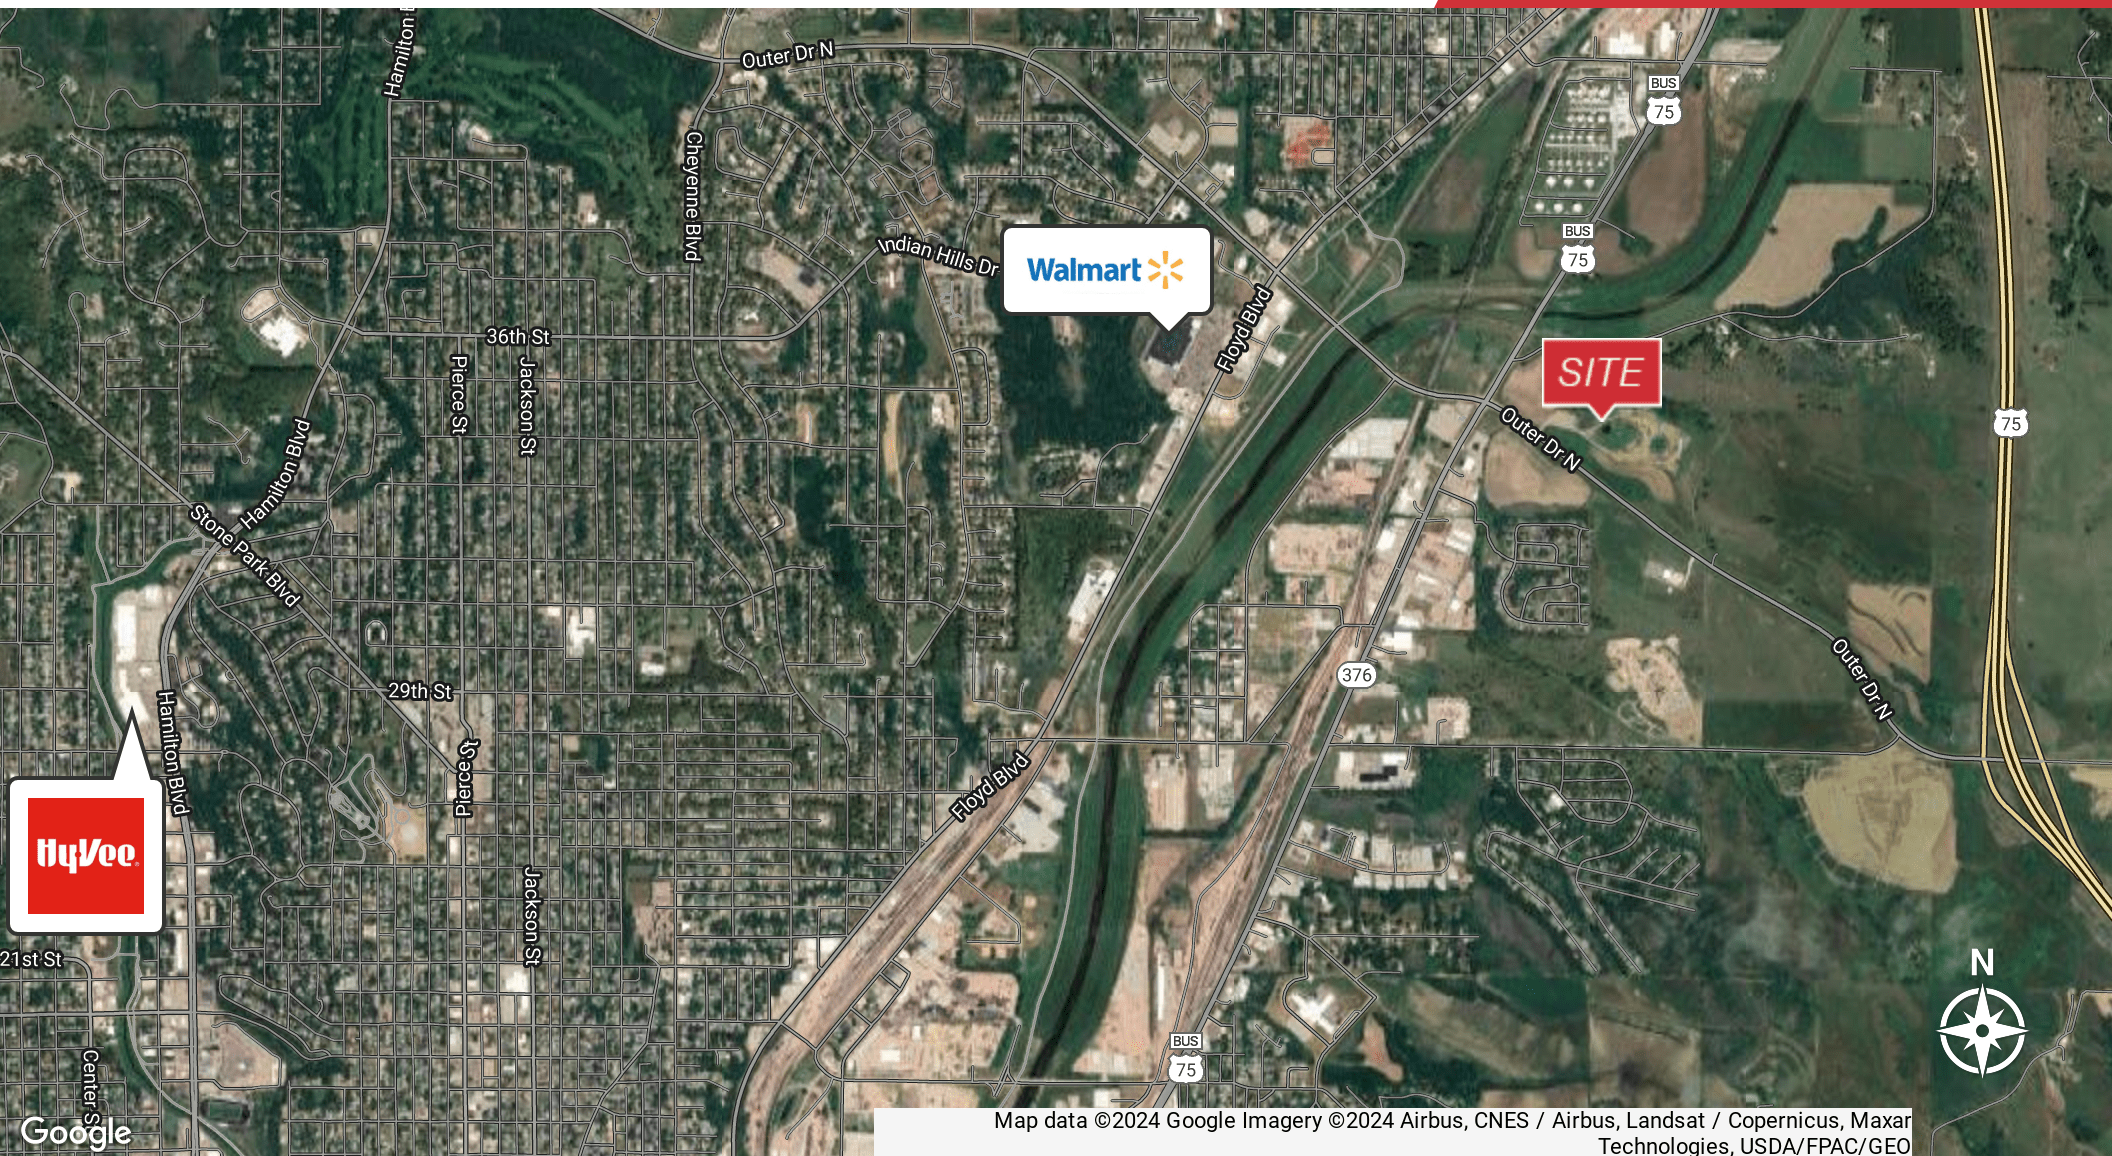 Hamilton B
Outer Dr N
BUS
75
Cheyenne Blvd
BUS
75
Indian Hills Dr
Walmart
Floyd Blvd
36th St
Pierce St
Jackson St
SITE
Outer Dr N
75
Hamilton Blvd
Stone Park Blvd
376
Outer Dr N
29th St
Hamilton Blvd
Pierce St
Floyd Blvd
HyVee
Jackson St
21st St
N
BUS
75
Center St
Google
Map data ©2024 Google Imagery ©2024 Airbus, CNES / Airbus, Landsat / Copernicus, Maxar
Technologies, USDA/FPAC/GEO